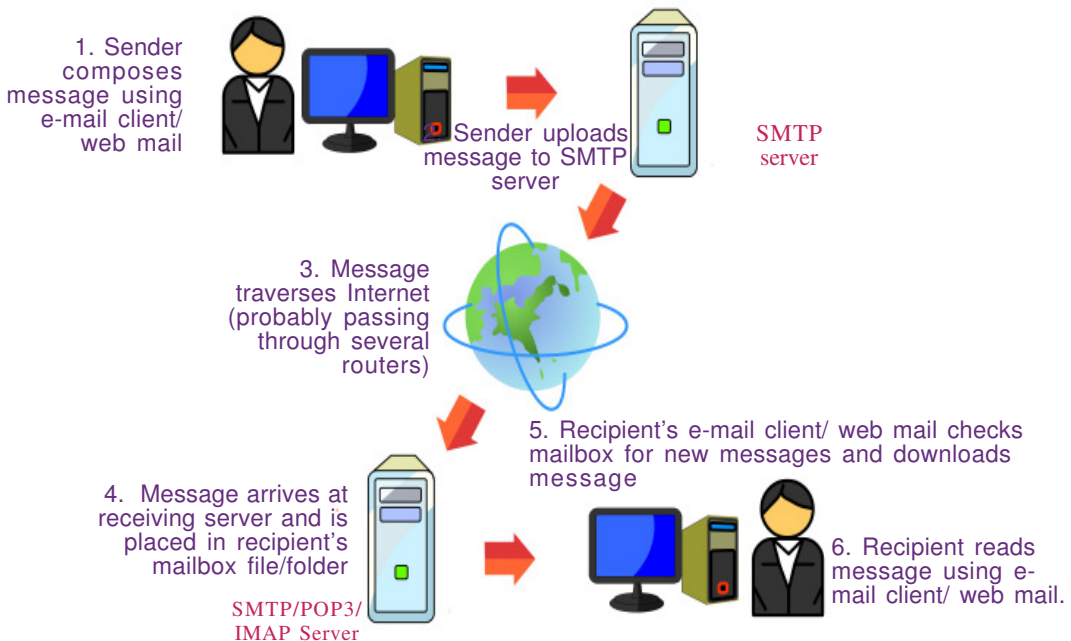 1. Sender
composes
message using
e-mail client/
web mail
2. Sender uploads
message to SMTP
server
SMTP
server
3. Message
traverses Internet
(probably passing
through several
routers)
4. Message arrives at
receiving server and is
placed in recipient's
mailbox file/folder
SMTP/POP3/
IMAP Server
5. Recipient's e-mail client/ web mail checks
mailbox for new messages and downloads
message
6. Recipient reads
message using e-
mail client/ web mail.